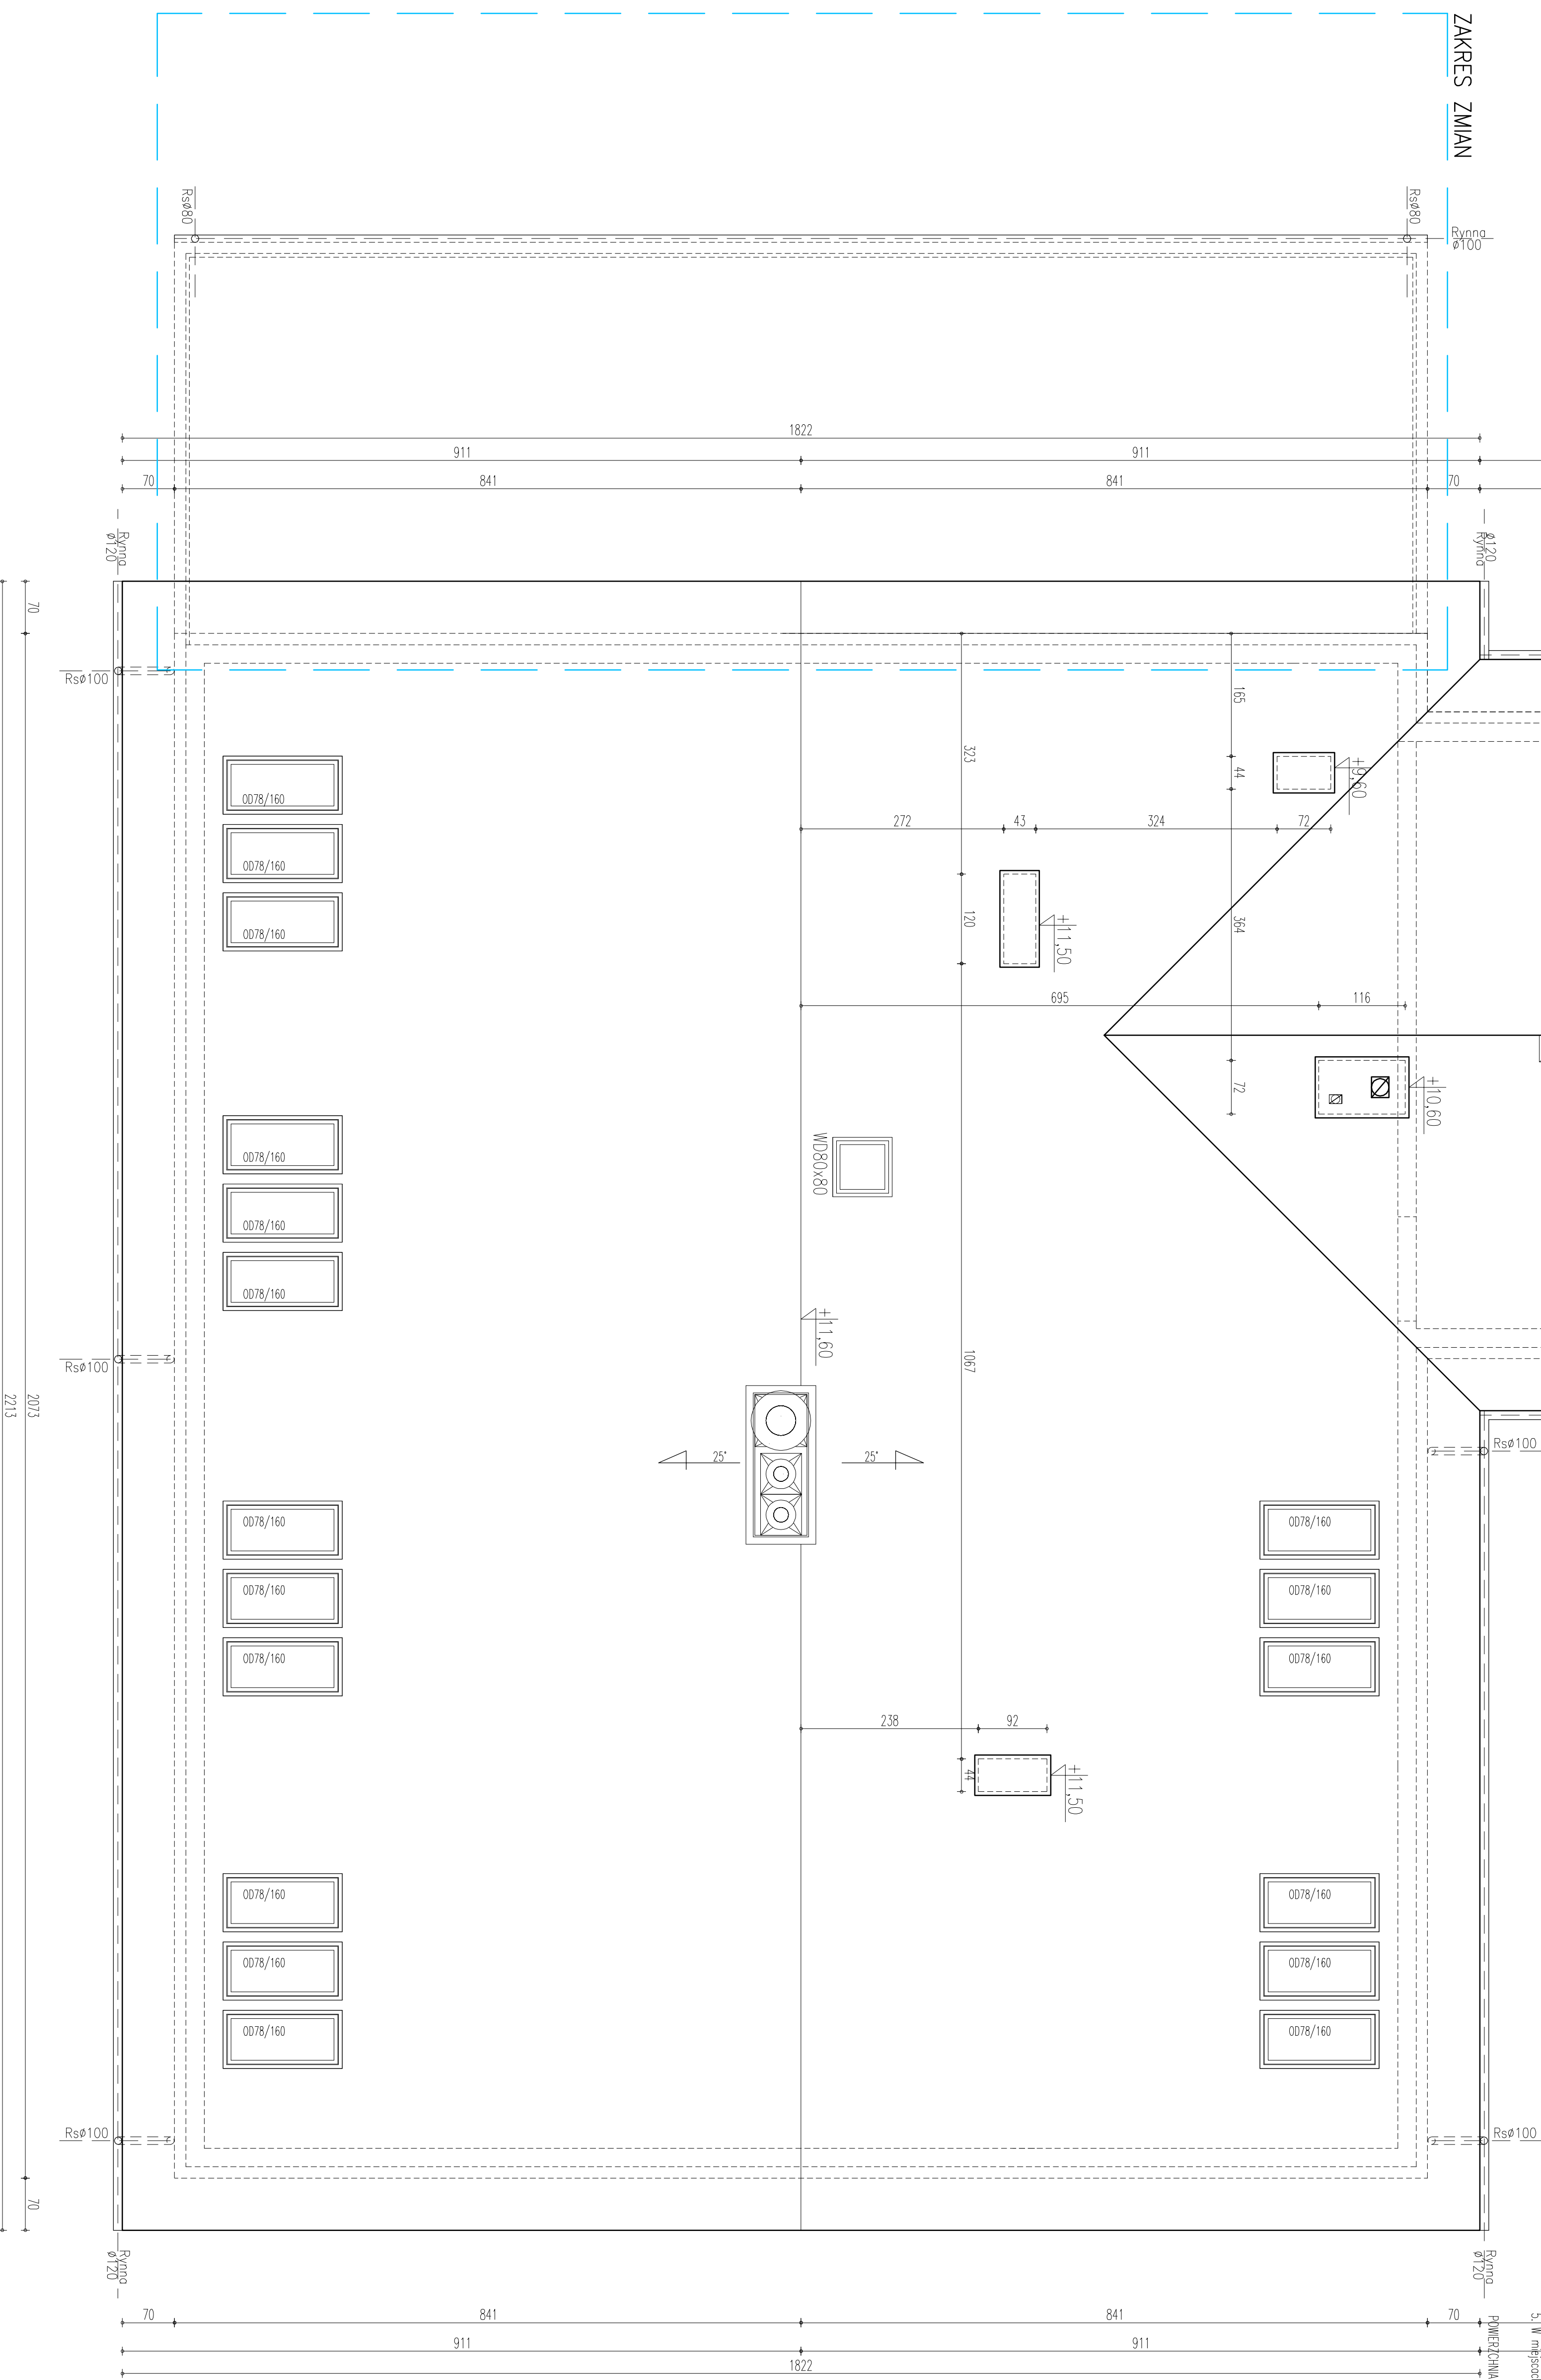 ZAKRES ZMIAN
RsØ80
RsØ80
Rynna
Ø100
1822
911
911
70
841
841
70
Rynna
Ø120
Ø120
Rynna
70
RsØ100
165
323
44
+9,60
OD78/160
272
43
324
72
OD78/160
120
+11,50
364
OD78/160
695
116
72
+10,60
OD78/160
WD80x80
OD78/160
OD78/160
+11,60
1067
RsØ100
2213
2073
25°
25°
RsØ100
OD78/160
OD78/160
OD78/160
OD78/160
OD78/160
OD78/160
238
92
44
+11,50
OD78/160
OD78/160
OD78/160
OD78/160
OD78/160
OD78/160
RsØ100
RsØ100
70
Rynna
Ø120
Rynna
Ø120
70
841
841
70
911
911
1822
5. W miejscach
POWIERZCHNIA